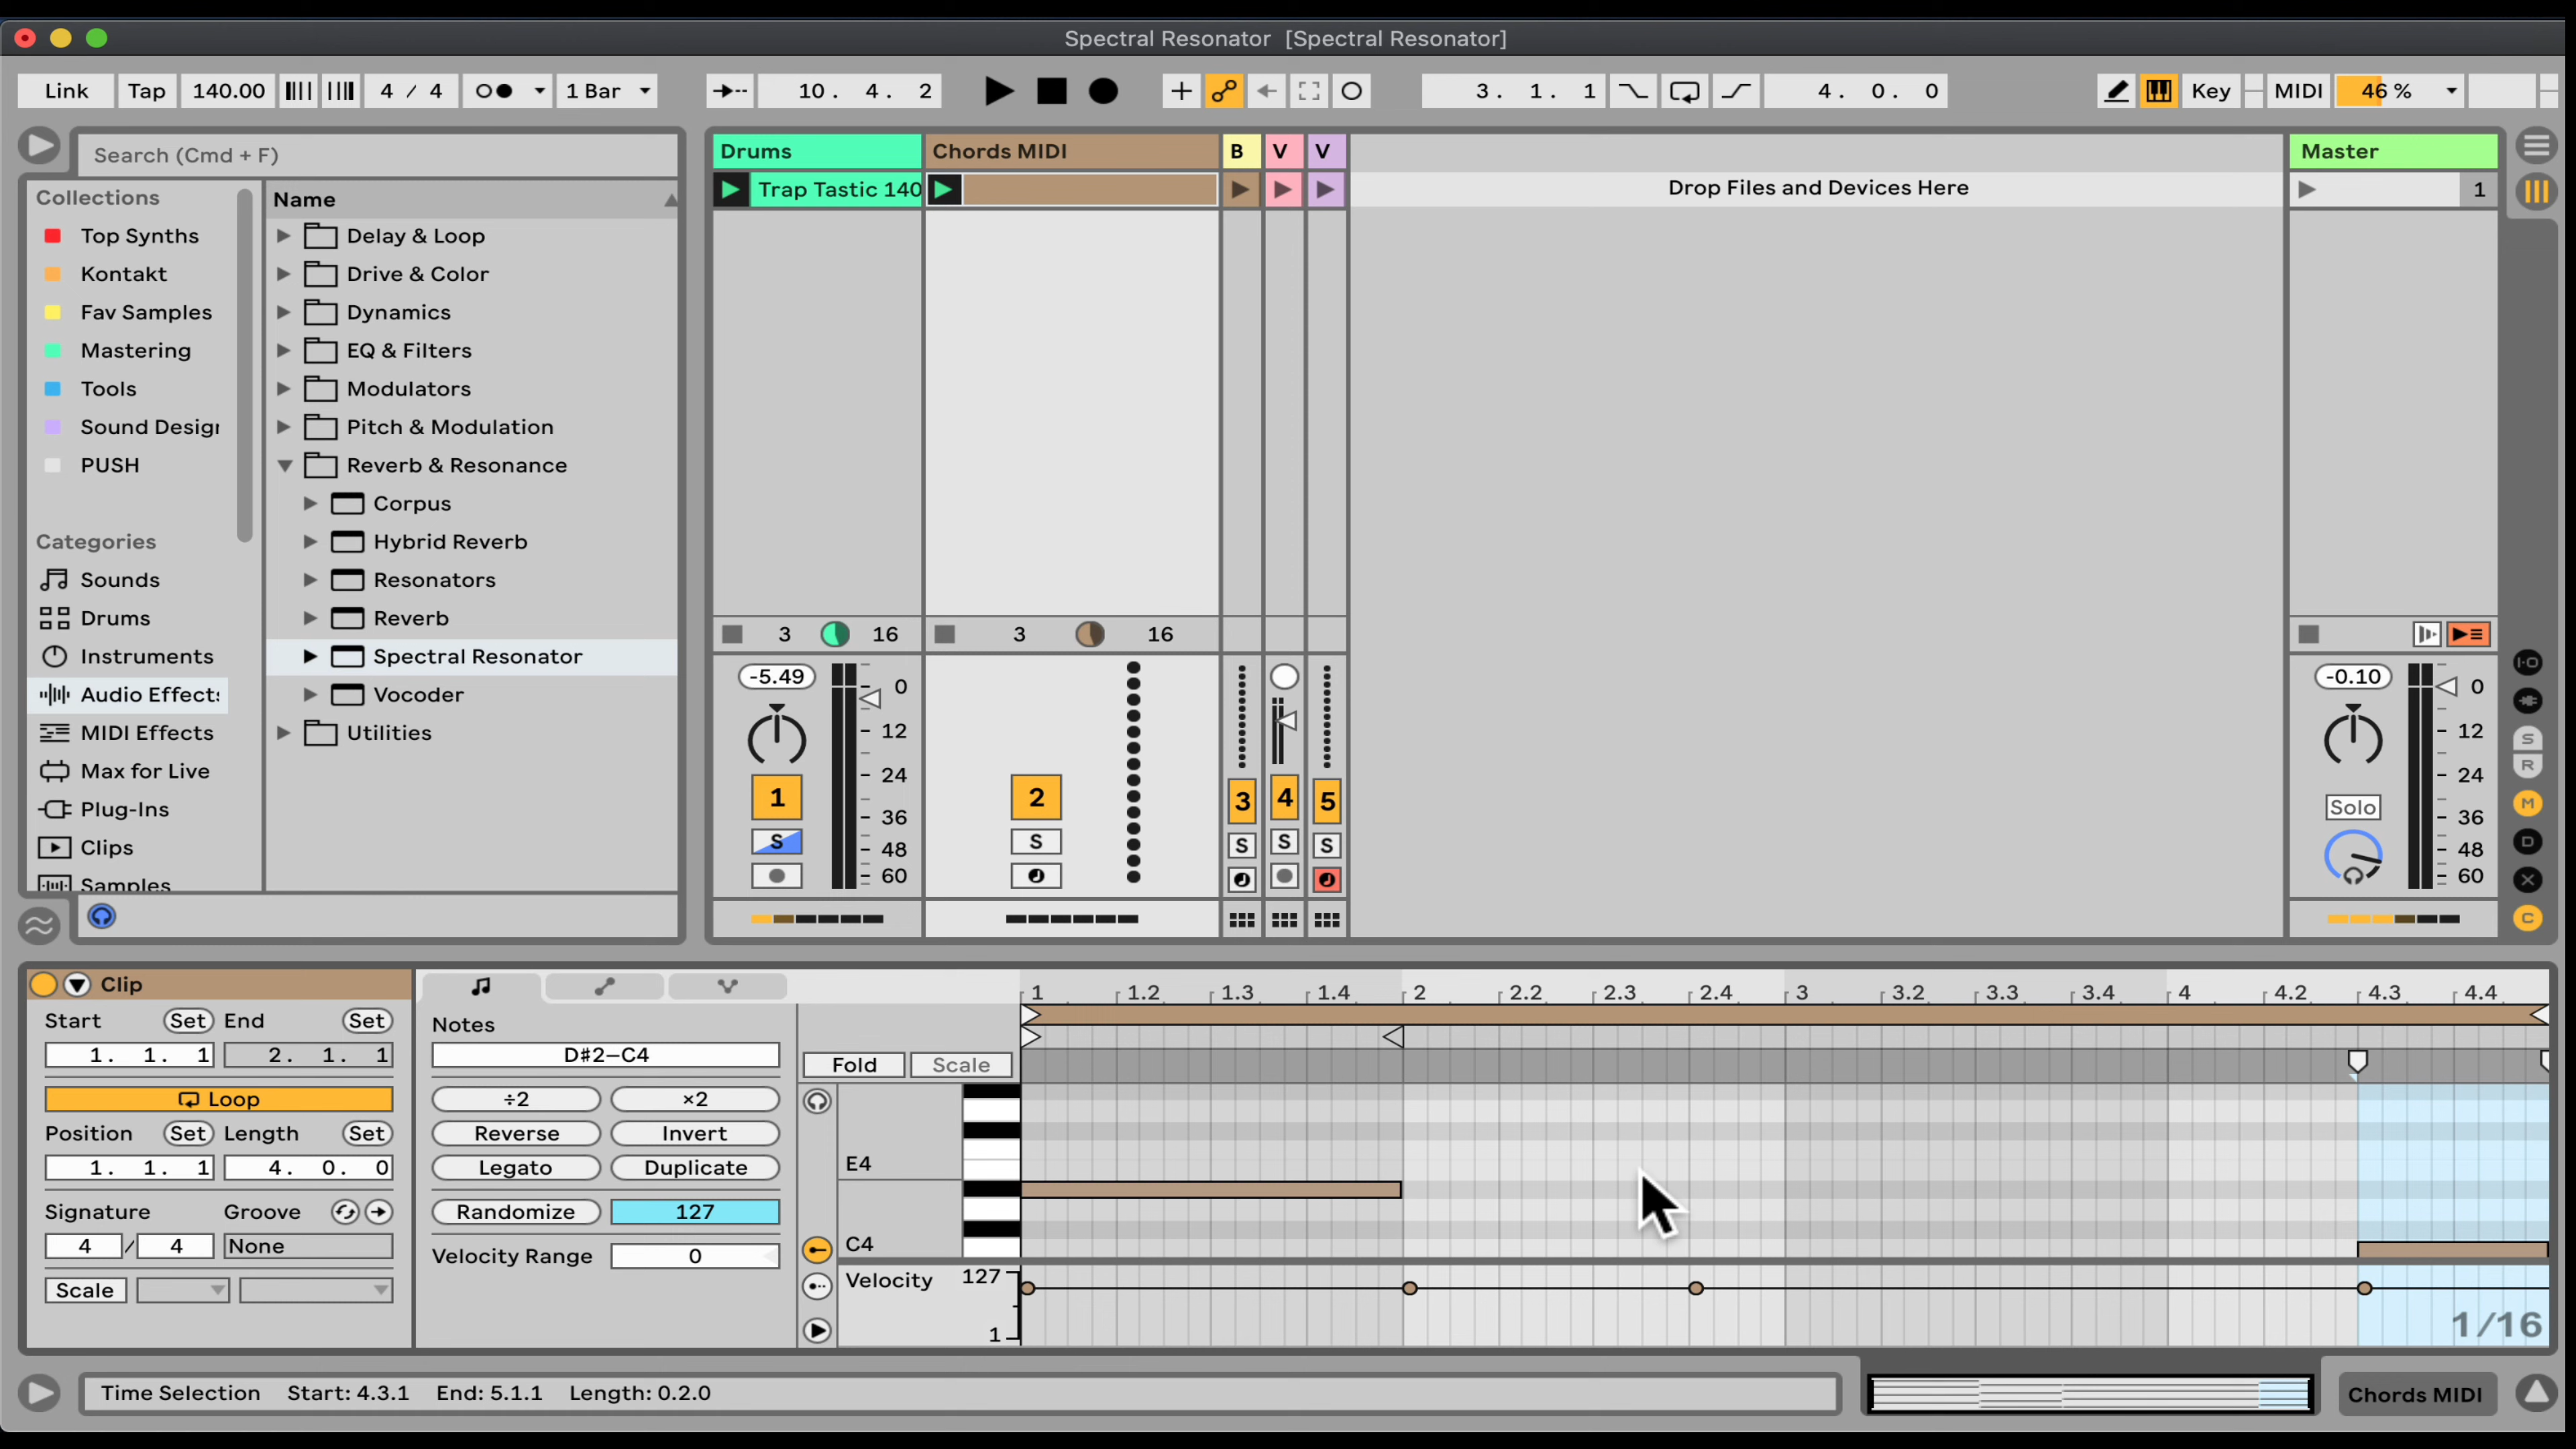 Spectral Resonator [Spectral Resonator]
Link Tap 140.00 4 / 4 1 Bar 10. 4. 2 3. 1. 1 4. 0. 0 Key MIDI 46 %
Search (Cmd + F)
Collections
Top Synths
Kontakt
Fav Samples
Mastering
Tools
Sound Desigr
PUSH
Categories
Sounds
Drums
Instruments
Audio Effects
MIDI Effects
Max for Live
Plug-Ins
Clips
Samples
Name
Delay & Loop
Drive & Color
Dynamics
EQ & Filters
Modulators
Pitch & Modulation
Reverb & Resonance
Corpus
Hybrid Reverb
Resonators
Reverb
Spectral Resonator
Vocoder
Utilities
Drums Chords MIDI B V V Master
Trap Tastic 140 Drop Files and Devices Here 1
3 16 3 16
-5.49 0 -0.10 0
12 12
24 24
1 2 3 4 5 Solo
36 36
S S S S S 48 48
60 60
I-O
S
R
M
D
X
C
Clip
Start Set End Set
1. 1. 1 2. 1. 1
Loop
Position Set Length Set
1. 1. 1 4. 0. 0
Signature Groove
4 / 4 None
Scale
Notes
D#2–C4
÷2 ×2
Reverse Invert
Legato Duplicate
Randomize 127
Velocity Range 0
1 1.2 1.3 1.4 2 2.2 2.3 2.4 3 3.2 3.3 3.4 4 4.2 4.3 4.4
Fold Scale
E4
C4
Velocity 127
1
1/16
Time Selection Start: 4.3.1 End: 5.1.1 Length: 0.2.0
Chords MIDI